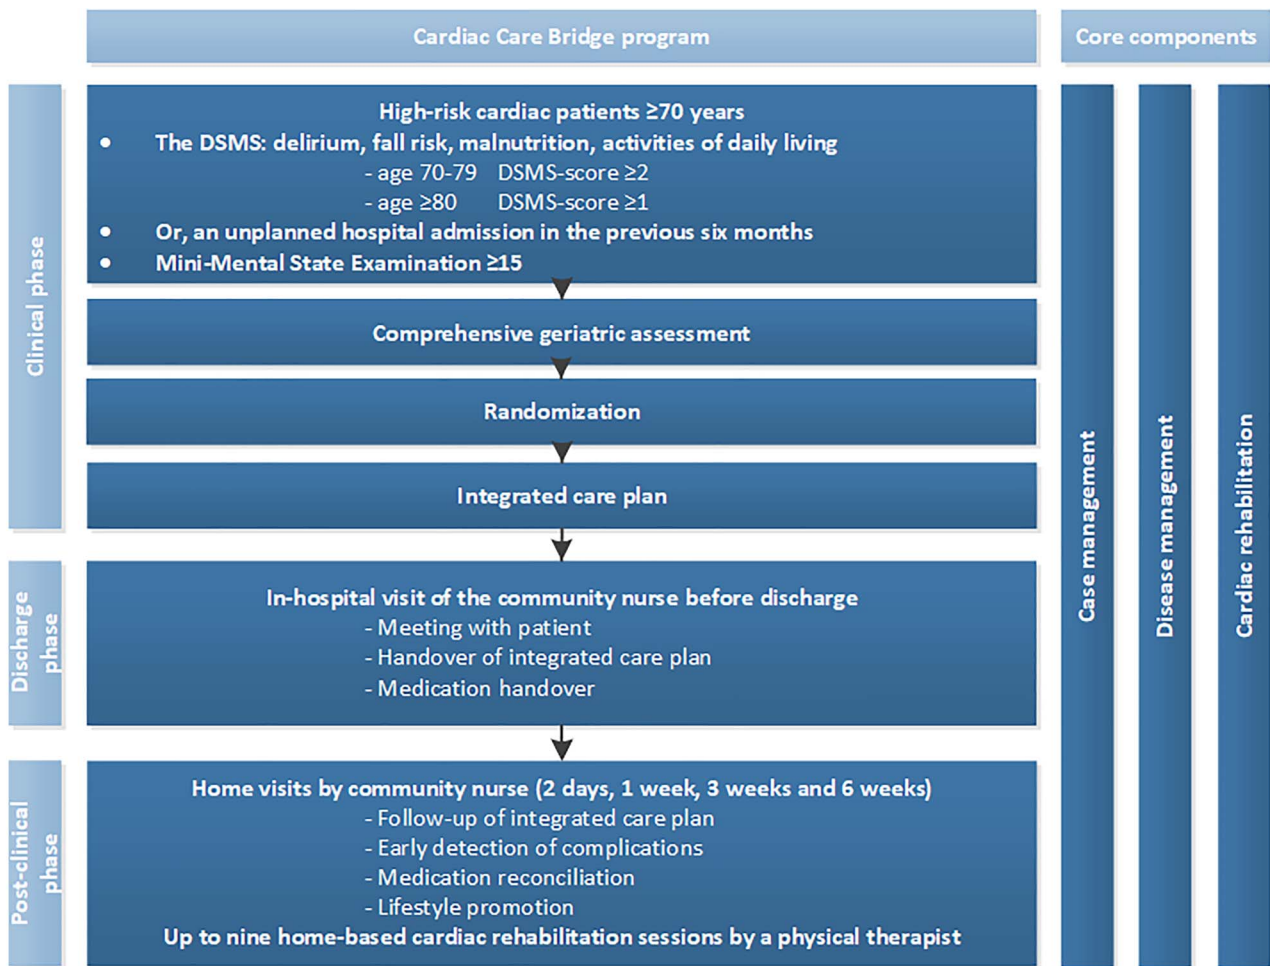 Cardiac Care Bridge program
Core components
Clinical phase
High-risk cardiac patients ≥70 years
• The DSMS: delirium, fall risk, malnutrition, activities of daily living
- age 70-79 DSMS-score ≥2
- age ≥80 DSMS-score ≥1
• Or, an unplanned hospital admission in the previous six months
• Mini-Mental State Examination ≥15
Comprehensive geriatric assessment
Randomization
Integrated care plan
Discharge
phase
In-hospital visit of the community nurse before discharge
- Meeting with patient
- Handover of integrated care plan
- Medication handover
Post-clinical
phase
Home visits by community nurse (2 days, 1 week, 3 weeks and 6 weeks)
- Follow-up of integrated care plan
- Early detection of complications
- Medication reconciliation
- Lifestyle promotion
Up to nine home-based cardiac rehabilitation sessions by a physical therapist
Case management
Disease management
Cardiac rehabilitation